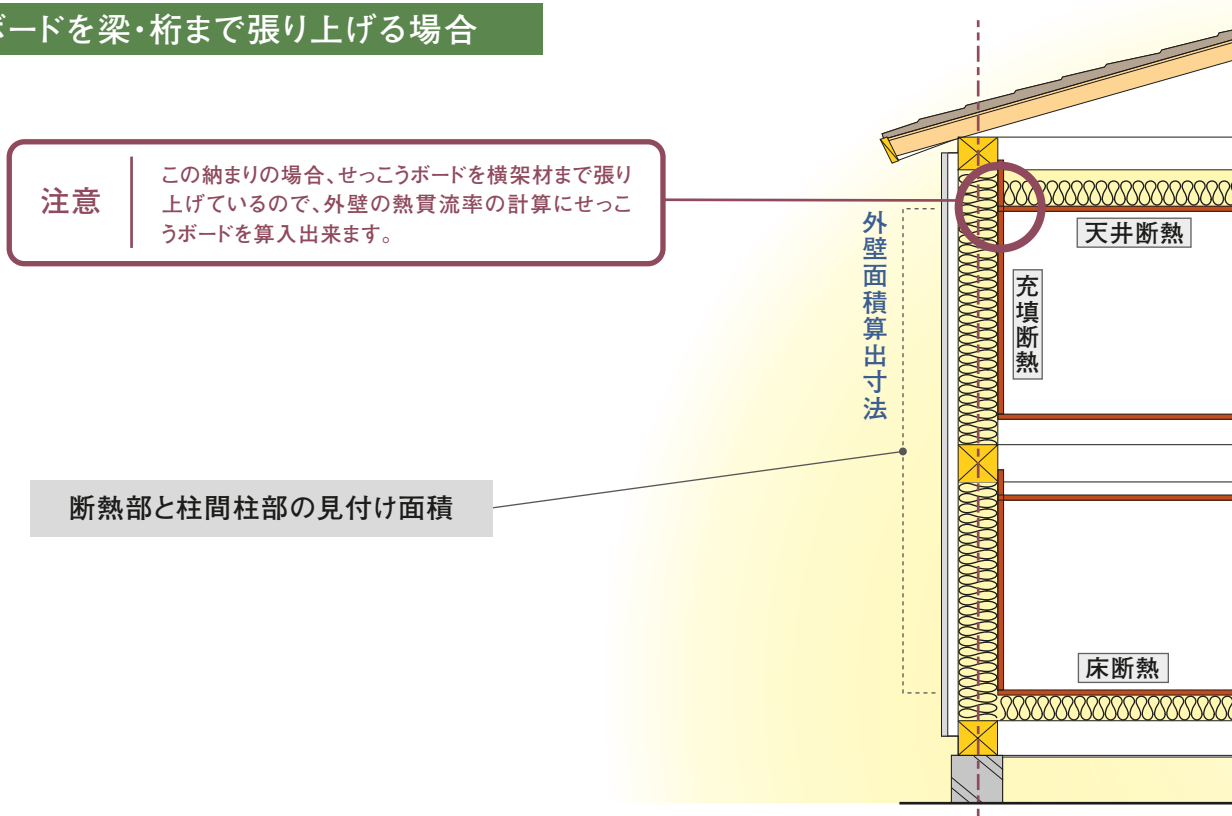 ボードを梁・桁まで張り上げる場合
注意
この納まりの場合、せっこうボードを横架材まで張り
上げているので、外壁の熱貫流率の計算にせっこ
うボードを算入出来ます。
外壁面積算出寸法
天井断熱
充填断熱
断熱部と柱間柱部の見付け面積
床断熱